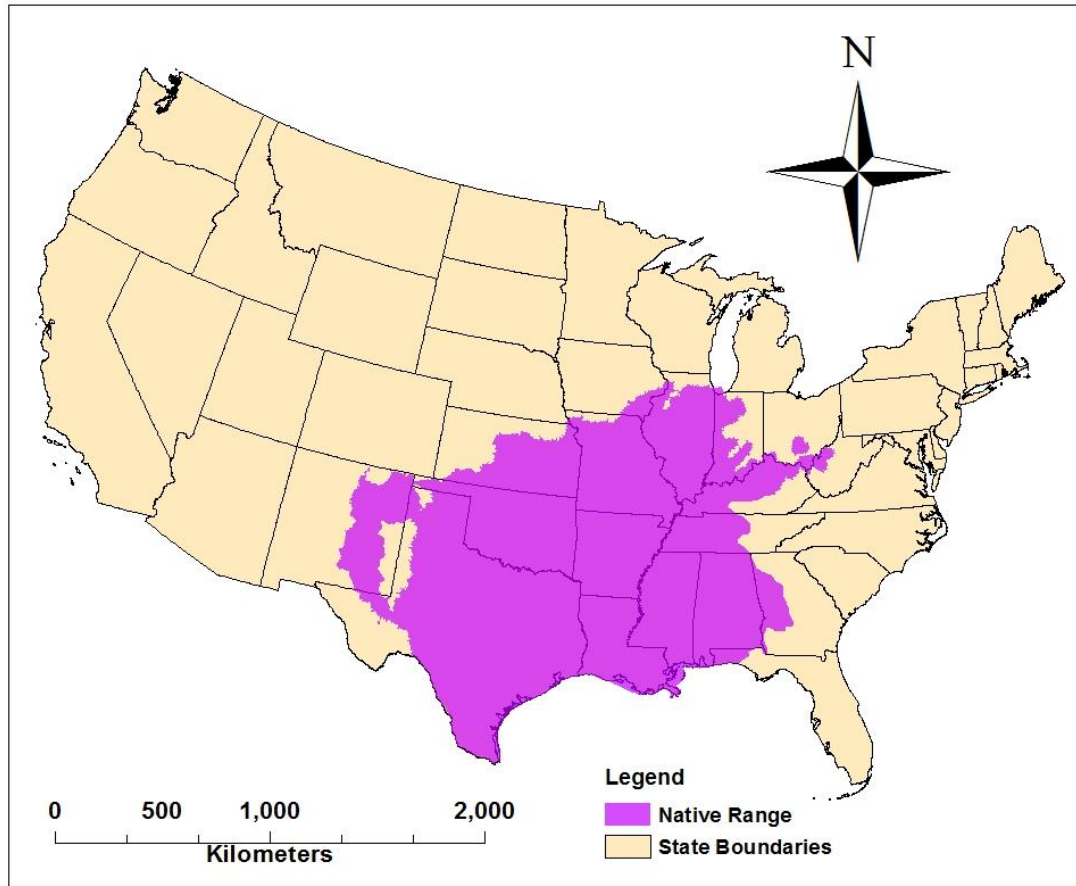 N
Legend
Native Range
State Boundaries
0 500 1,000 2,000
Kilometers